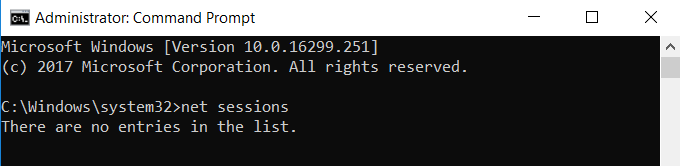 Administrator: Command Prompt
Microsoft Windows [Version 10.0.16299.251]
(c) 2017 Microsoft Corporation. All rights reserved.
C:\Windows\system32>net sessions
There are no entries in the list.